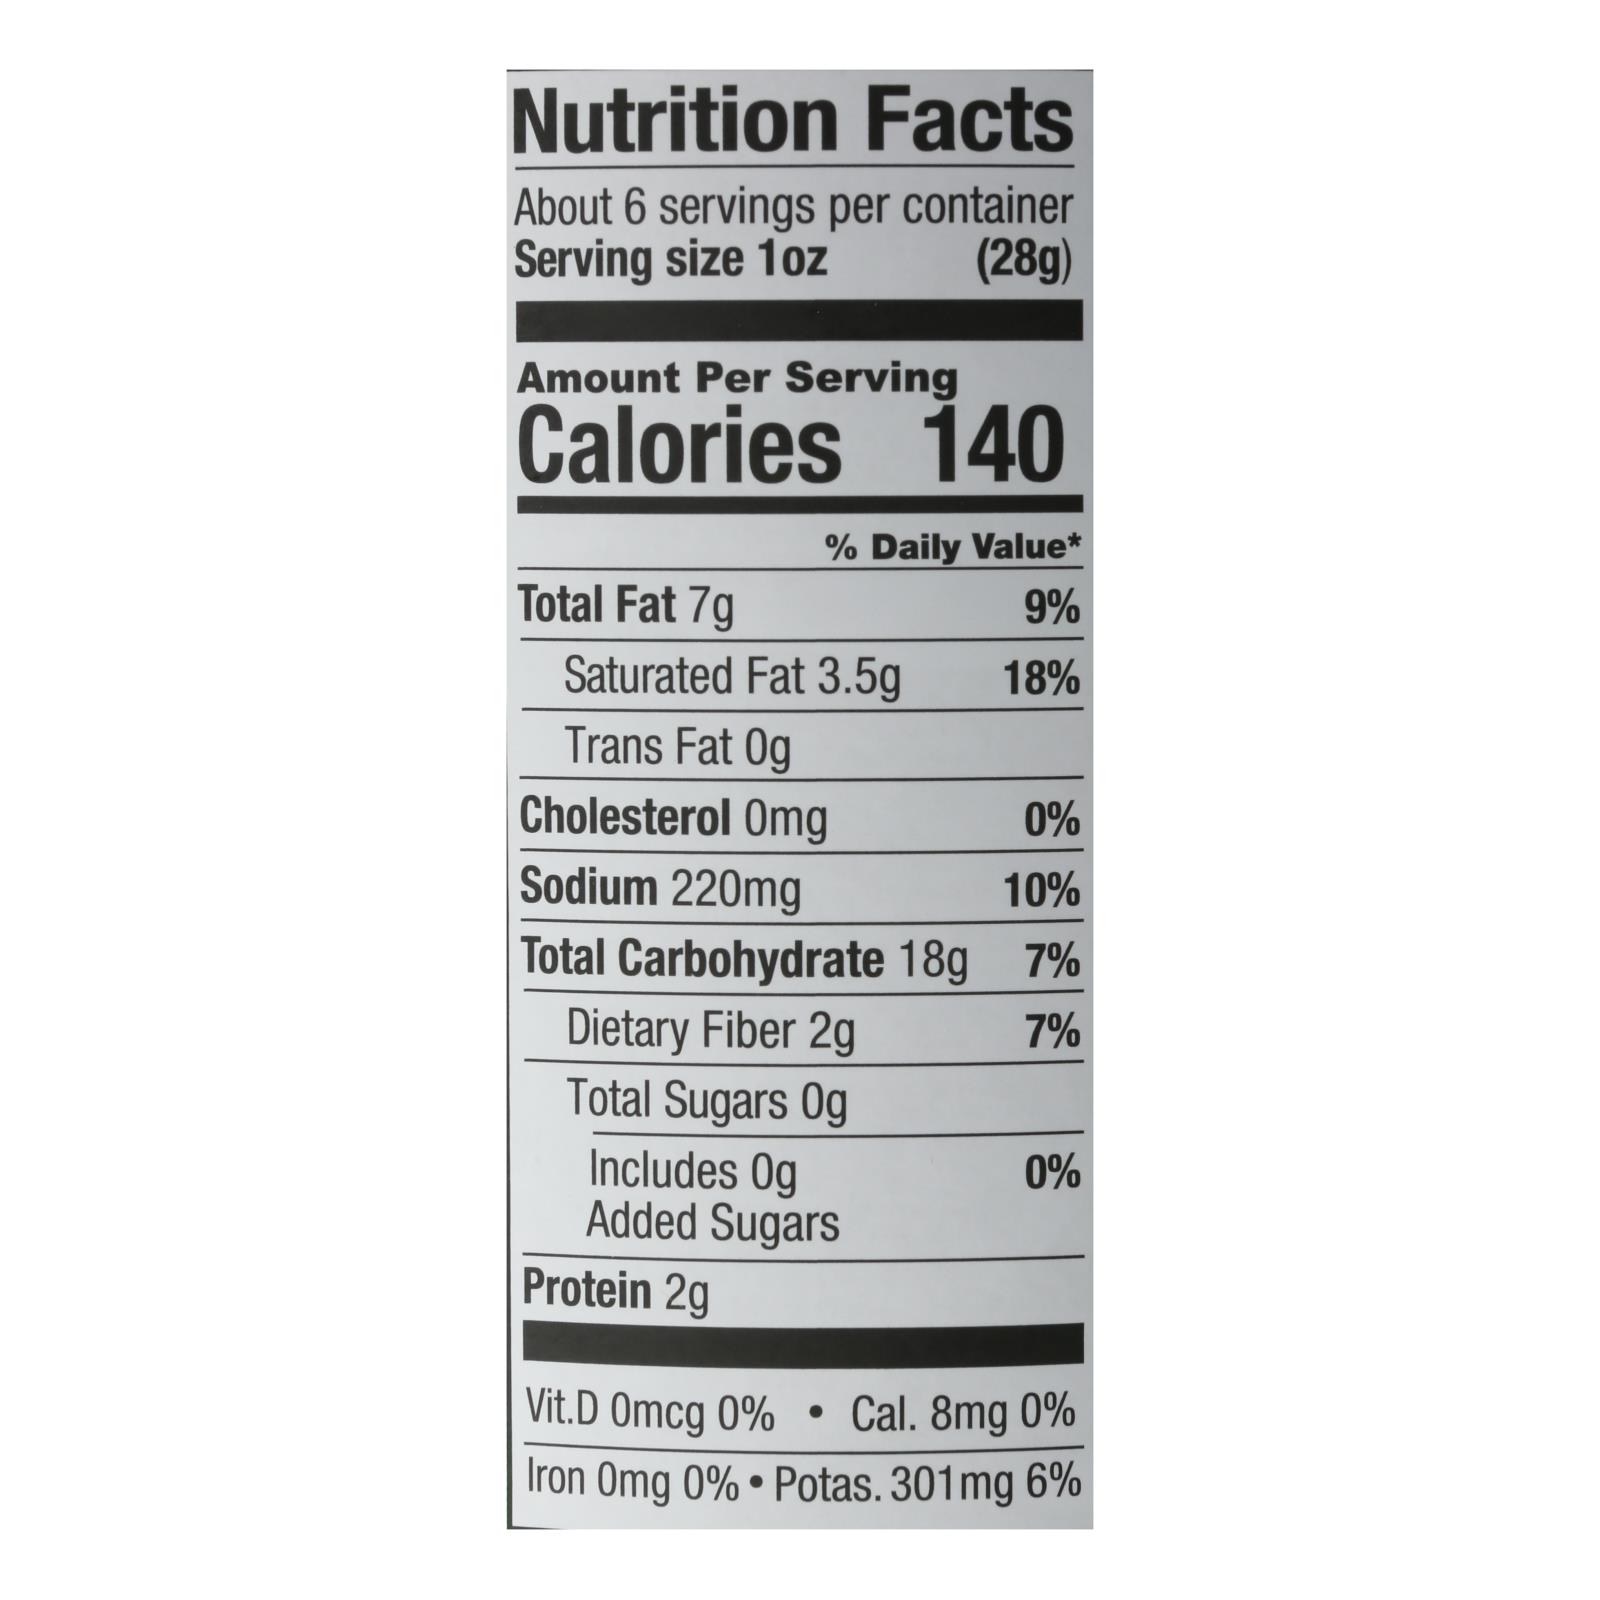 Nutrition Facts
About 6 servings per container
Serving size 1oz (28g)
Amount Per Serving
Calories 140
% Daily Value*
Total Fat 7g 9%
Saturated Fat 3.5g 18%
Trans Fat 0g
Cholesterol 0mg 0%
Sodium 220mg 10%
Total Carbohydrate 18g 7%
Dietary Fiber 2g 7%
Total Sugars 0g
Includes 0g 0%
Added Sugars
Protein 2g
Vit.D 0mcg 0% • Cal. 8mg 0%
Iron 0mg 0% • Potas. 301mg 6%